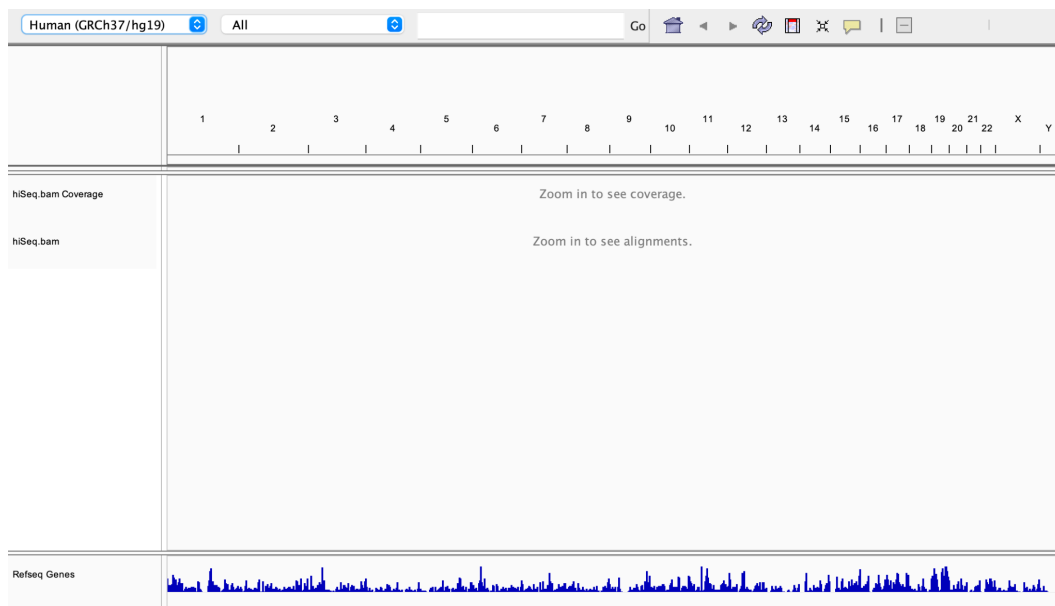 Human (GRCh37/hg19) All Go
1 2 3 4 5 6 7 8 9 10 11 12 13 14 15 16 17 18 19 20 21 22 X Y
hiSeq.bam Coverage Zoom in to see coverage.
hiSeq.bam Zoom in to see alignments.
Refseq Genes